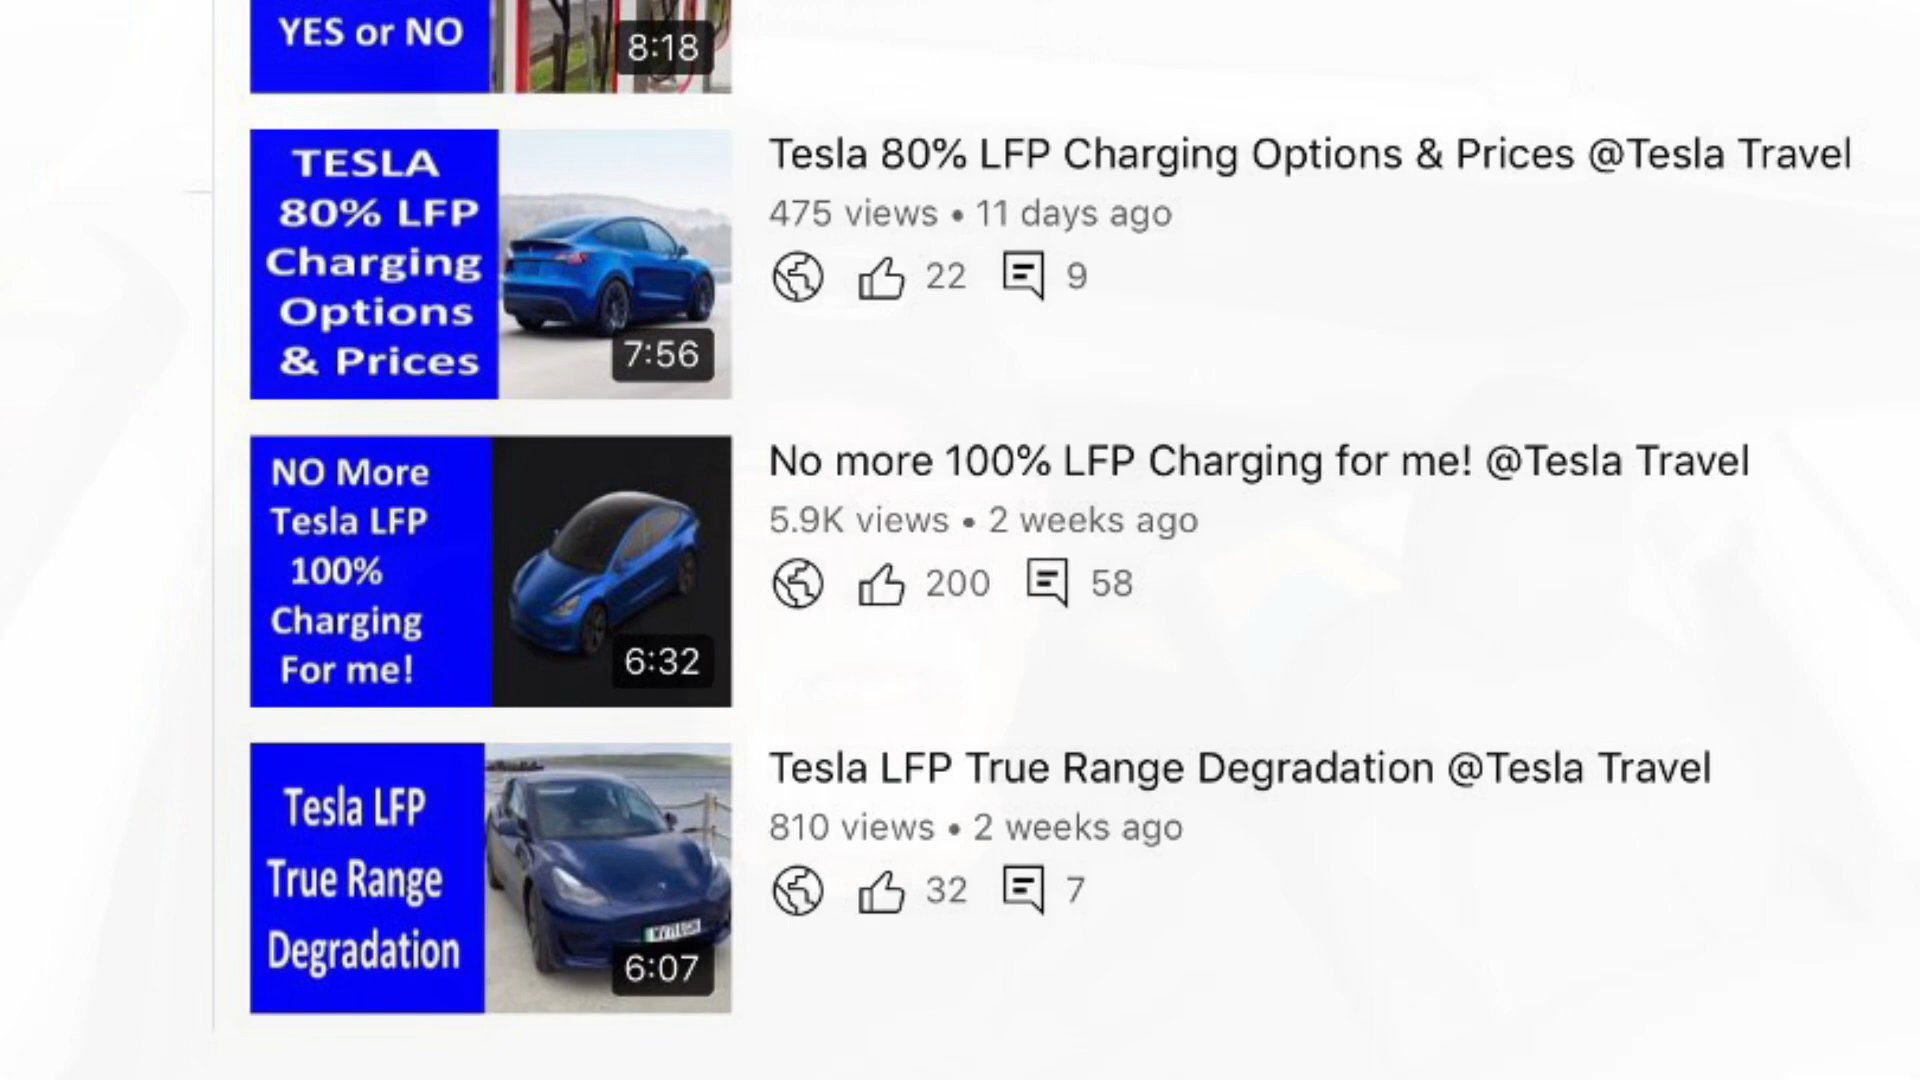 YES or NO
8:18
TESLA
80% LFP
Charging
Options
& Prices
7:56
Tesla 80% LFP Charging Options & Prices @Tesla Travel
475 views • 11 days ago
22 9
NO More
Tesla LFP
100%
Charging
For me!
6:32
No more 100% LFP Charging for me! @Tesla Travel
5.9K views • 2 weeks ago
200 58
Tesla LFP
True Range
Degradation
6:07
Tesla LFP True Range Degradation @Tesla Travel
810 views • 2 weeks ago
32 7